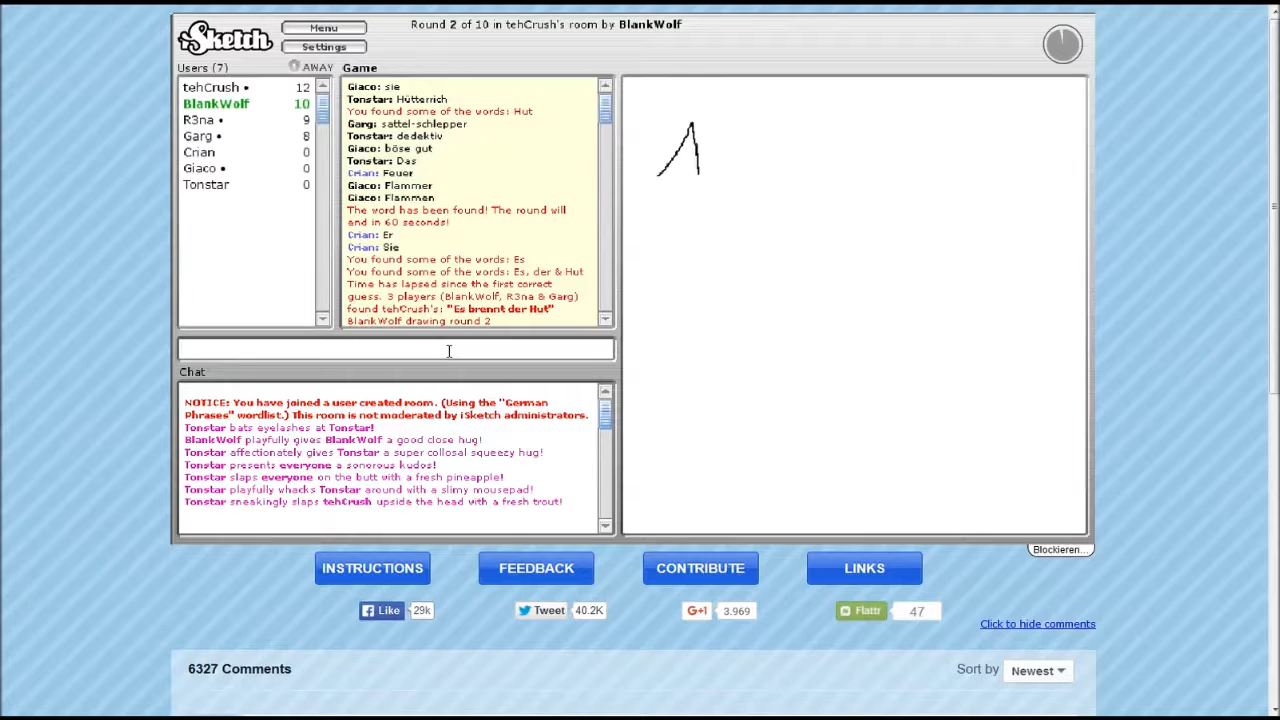 iSketch
Menu
Settings
Round 2 of 10 in tehCrush's room by BlankWolf
Users (7)
AWAY
Game
tehCrush • 12
BlankWolf 10
R3na • 9
Garg • 8
Crian 0
Giaco • 0
Tonstar 0
Giaco: sie
Tonstar: Hütterrich
You found some of the words: Hut
Garg: sattel-schlepper
Tonstar: dedektiv
Giaco: böse gut
Tonstar: Das
Crian: Feuer
Giaco: Flammer
Giaco: Flammen
The word has been found! The round will
end in 60 seconds!
Crian: Er
Crian: Sie
You found some of the words: Es
You found some of the words: Es, der & Hut
Time has lapsed since the first correct
guess. 3 players (BlankWolf, R3na & Garg)
found tehCrush's: "Es brennt der Hut"
BlankWolf drawing round 2
Chat
NOTICE: You have joined a user created room. (Using the "German
Phrases" wordlist.) This room is not moderated by iSketch administrators.
Tonstar bats eyelashes at Tonstar!
BlankWolf playfully gives BlankWolf a good close hug!
Tonstar affectionately gives Tonstar a super collosal squeezy hug!
Tonstar presents everyone a sonorous kudos!
Tonstar slaps everyone on the butt with a fresh pineapple!
Tonstar playfully whacks Tonstar around with a slimy mousepad!
Tonstar sneakingly slaps tehCrush upside the head with a fresh trout!
Blockieren...
INSTRUCTIONS
FEEDBACK
CONTRIBUTE
LINKS
Like 29k
Tweet 40.2K
G+1 3.969
Flattr 47
Click to hide comments
6327 Comments
Sort by Newest